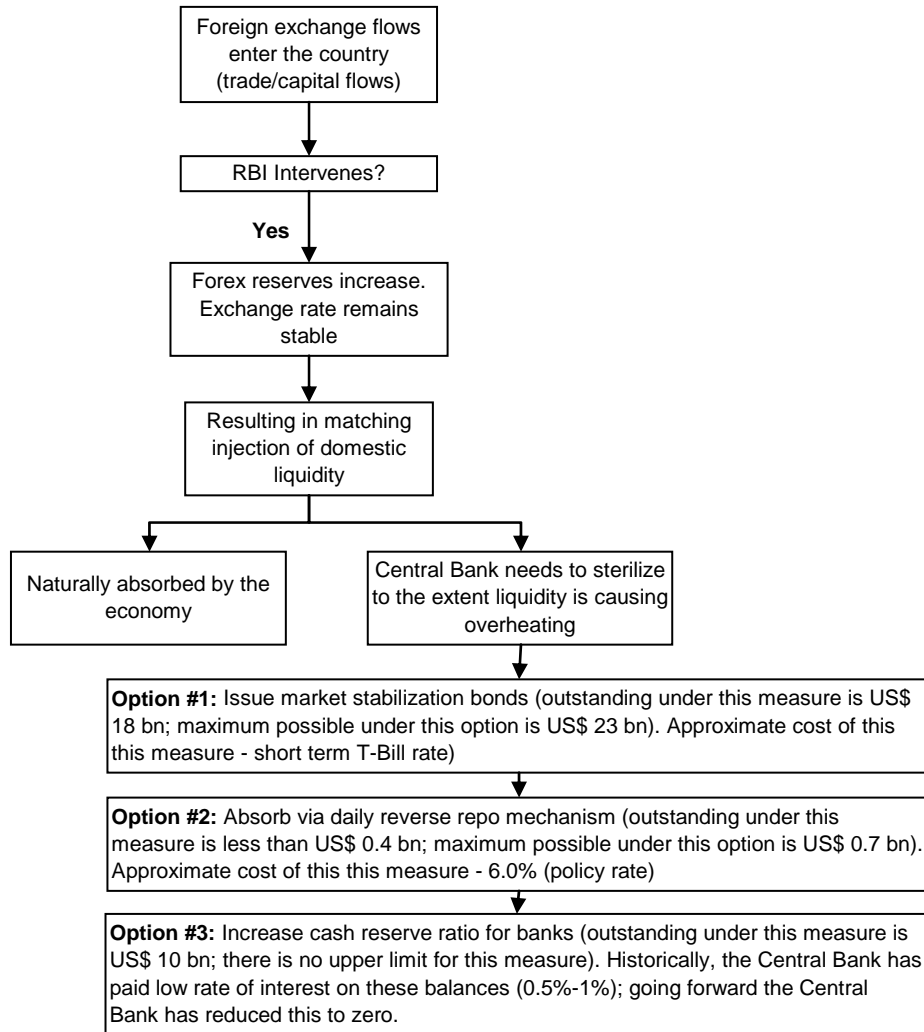 Foreign exchange flows
enter the country
(trade/capital flows)
RBI Intervenes?
Yes
Forex reserves increase.
Exchange rate remains
stable
Resulting in matching
injection of domestic
liquidity
Naturally absorbed by the
economy
Central Bank needs to sterilize
to the extent liquidity is causing
overheating
Option #1: Issue market stabilization bonds (outstanding under this measure is US$
18 bn; maximum possible under this option is US$ 23 bn). Approximate cost of this
this measure - short term T-Bill rate)
Option #2: Absorb via daily reverse repo mechanism (outstanding under this
measure is less than US$ 0.4 bn; maximum possible under this option is US$ 0.7 bn).
Approximate cost of this this measure - 6.0% (policy rate)
Option #3: Increase cash reserve ratio for banks (outstanding under this measure is
US$ 10 bn; there is no upper limit for this measure). Historically, the Central Bank has
paid low rate of interest on these balances (0.5%-1%); going forward the Central
Bank has reduced this to zero.